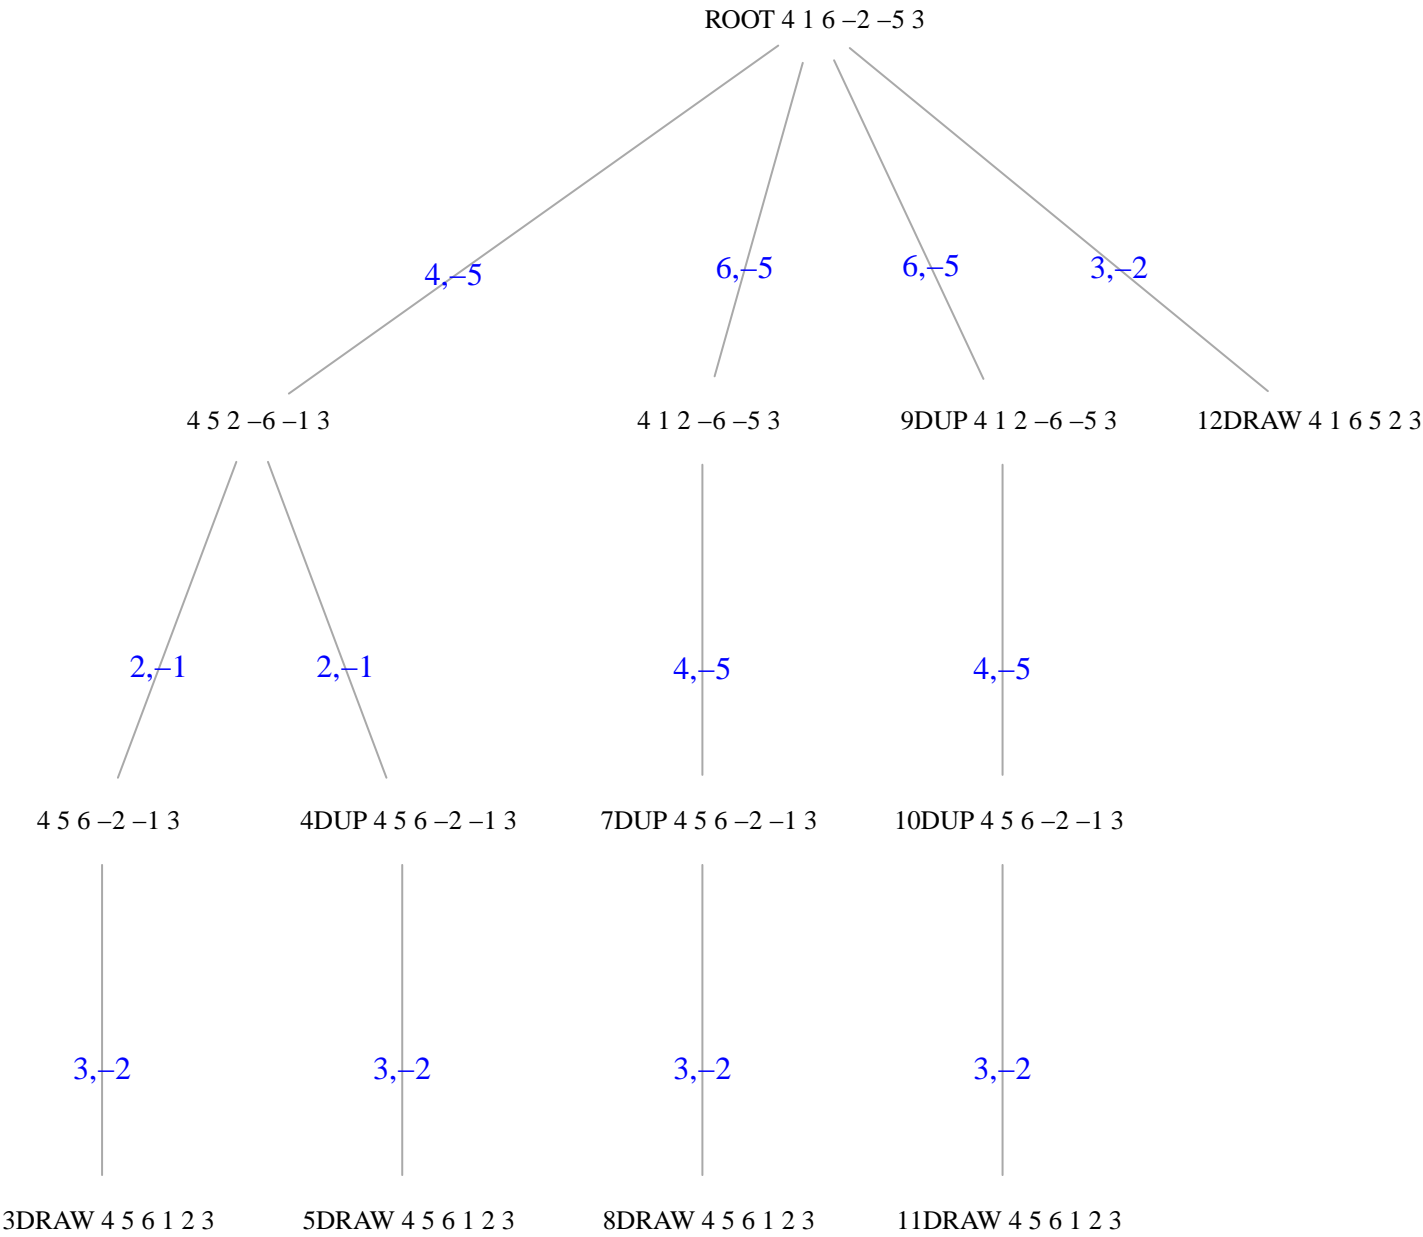 ROOT 4 1 6 –2 –5 3
4,–5
6,–5
6,–5
3,–2
4 5 2 –6 –1 3
4 1 2 –6 –5 3
9DUP 4 1 2 –6 –5 3
12DRAW 4 1 6 5 2 3
2,–1
2,–1
4,–5
4,–5
4 5 6 –2 –1 3
4DUP 4 5 6 –2 –1 3
7DUP 4 5 6 –2 –1 3
10DUP 4 5 6 –2 –1 3
3,–2
3,–2
3,–2
3,–2
3DRAW 4 5 6 1 2 3
5DRAW 4 5 6 1 2 3
8DRAW 4 5 6 1 2 3
11DRAW 4 5 6 1 2 3